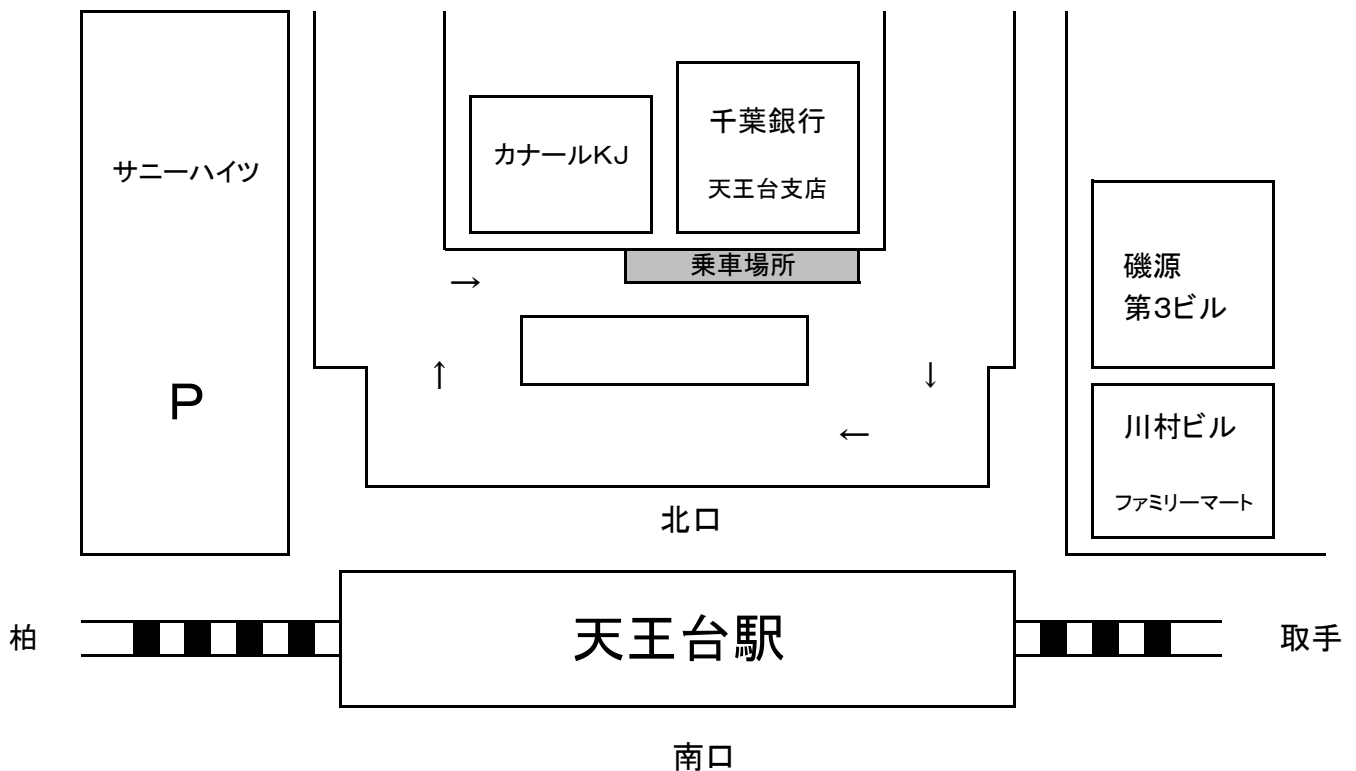 千葉銀行
カナールKJ
サニーハイツ
天王台支店
磯源
乗車場所
→
第3ビル
↑
↓
P
川村ビル
←
ファミリーマート
北口
柏
天王台駅
取手
南口